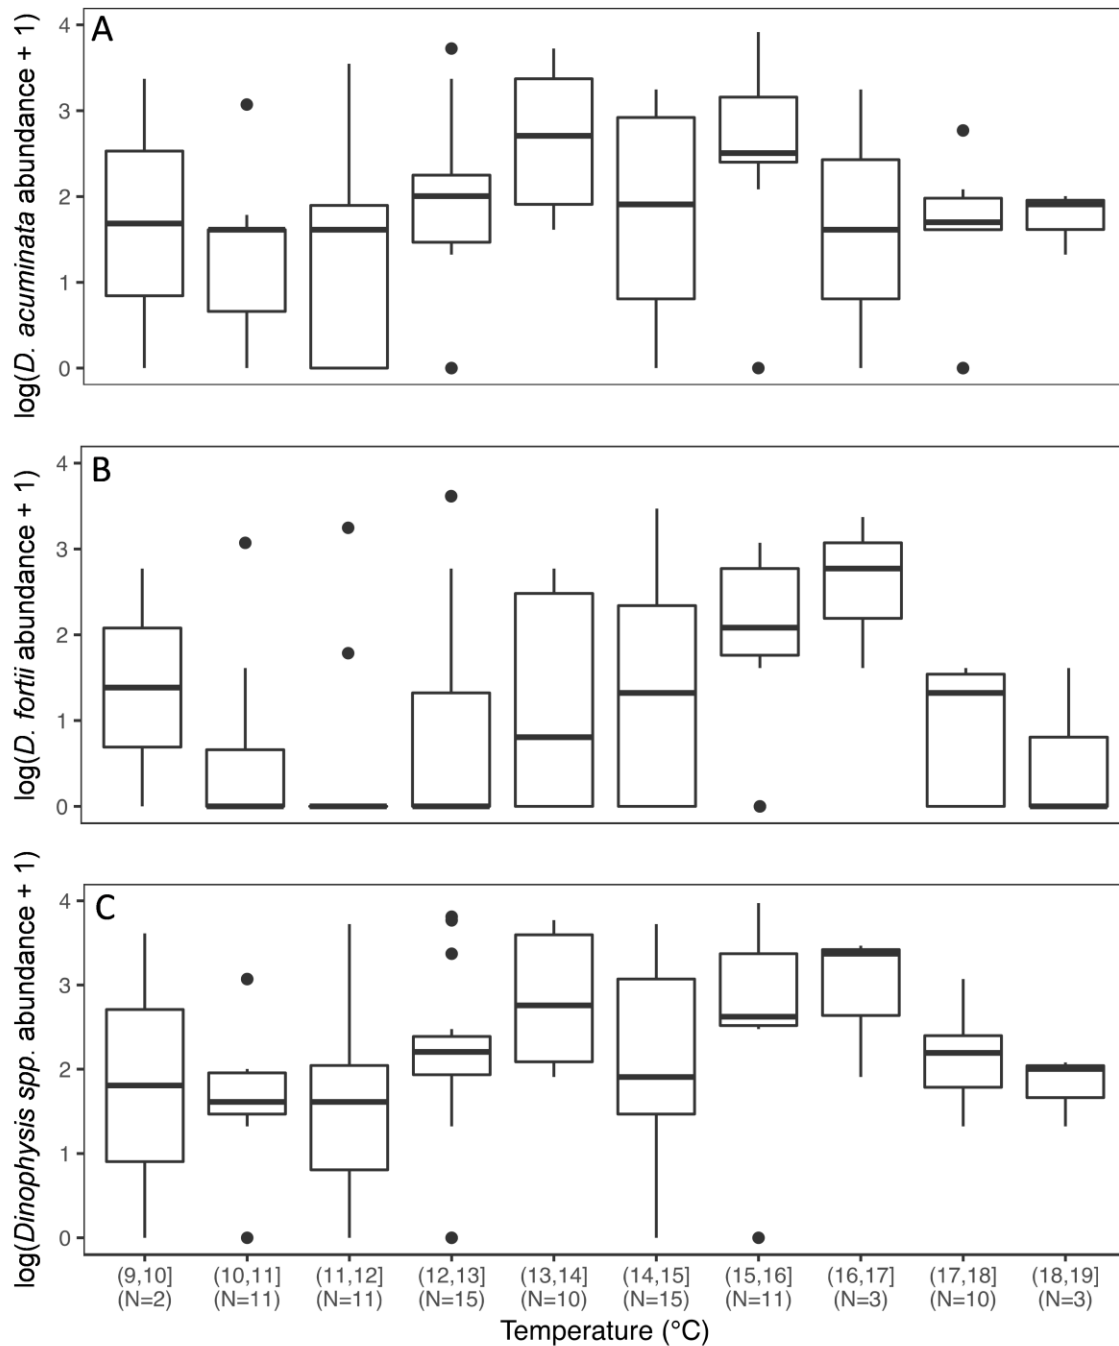 A
log(D. acuminata abundance + 1)
4
3
2
1
0
B
log(D. fortii abundance + 1)
4
3
2
1
0
C
log(Dinophysis spp. abundance + 1)
4
3
2
1
0
(9,10] (10,11] (11,12] (12,13] (13,14] (14,15] (15,16] (16,17] (17,18] (18,19]
(N=2) (N=11) (N=11) (N=15) (N=10) (N=15) (N=11) (N=3) (N=10) (N=3)
Temperature (°C)